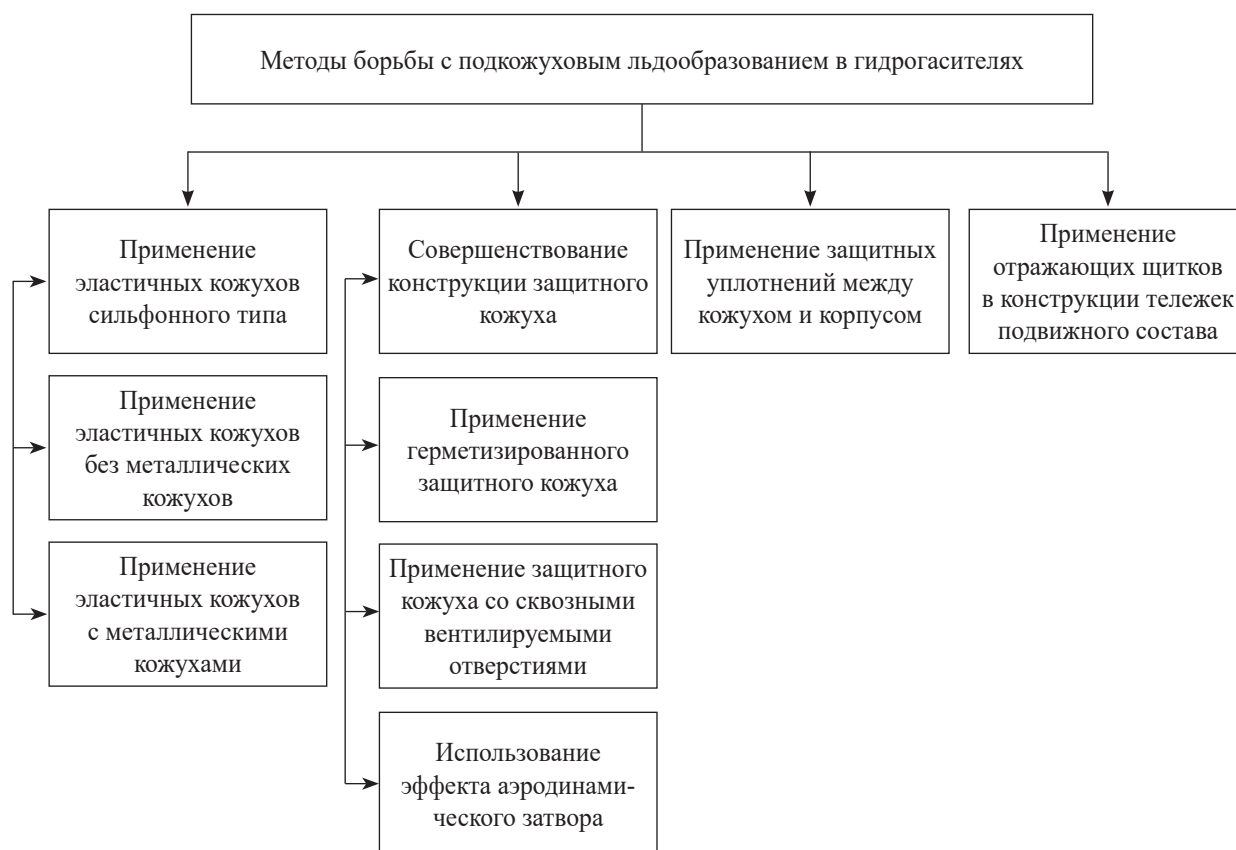 Методы борьбы с подкожуховым льдообразованием в гидрогасителях
Применение
эластичных кожухов
сильфонного типа
Совершенствование
конструкции защитного
кожуха
Применение защитных
уплотнений между
кожухом и корпусом
Применение
отражающих щитков
в конструкции тележек
подвижного состава
Применение
эластичных кожухов
без металлических
кожухов
Применение
герметизированного
защитного кожуха
Применение
эластичных кожухов
с металлическими
кожухами
Применение защитного
кожуха со сквозными
вентилируемыми
отверстиями
Использование
эффекта аэродинами-
ческого затвора